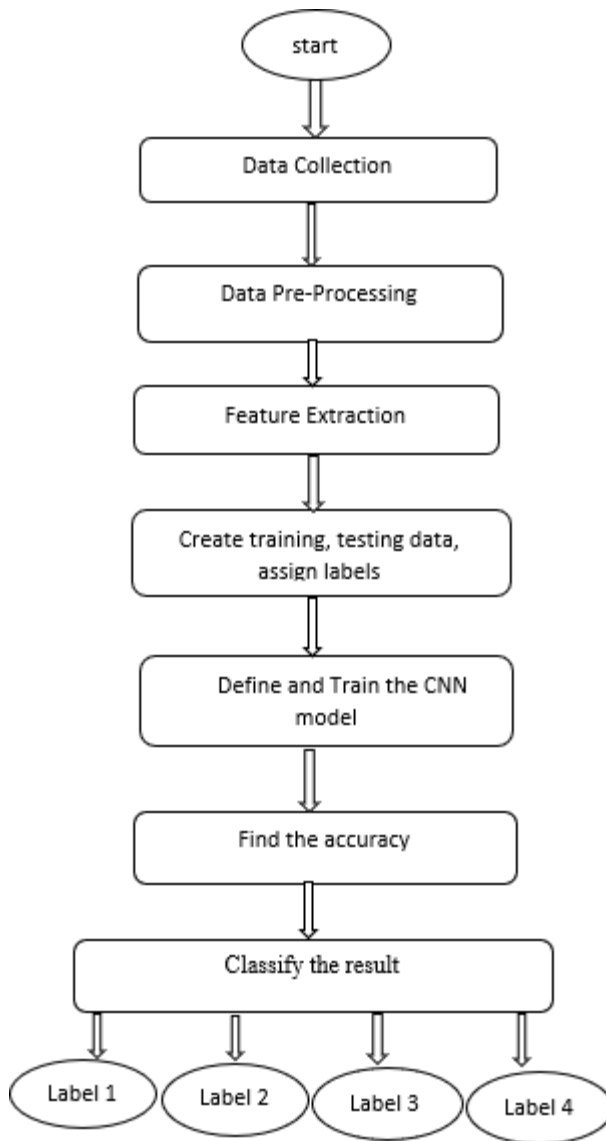 start
Data Collection
Data Pre-Processing
Feature Extraction
Create training, testing data,
assign labels
Define and Train the CNN
model
Find the accuracy
Classify the result
Label 1
Label 2
Label 3
Label 4